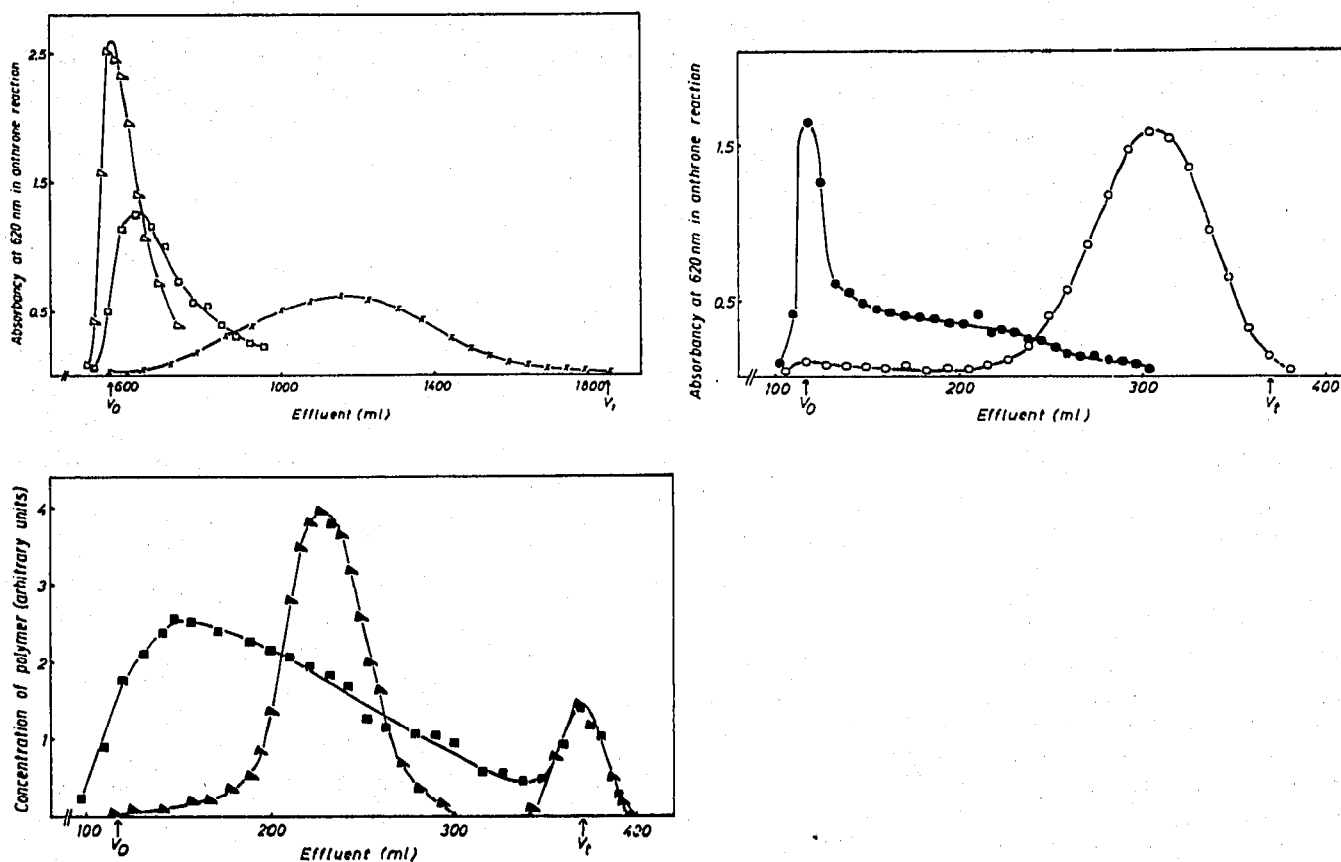 Absorbancy at 620 nm in anthrone reaction
2.5
1.5
0.5
600
1000
1400
1800
V0
Vt
Effluent (ml)
Absorbancy at 620 nm in anthrone reaction
1.5
0.5
100
200
300
400
V0
Vt
Effluent (ml)
Concentration of polymer (arbitrary units)
4
3
2
1
100
200
300
400
V0
Vt
Effluent (ml)